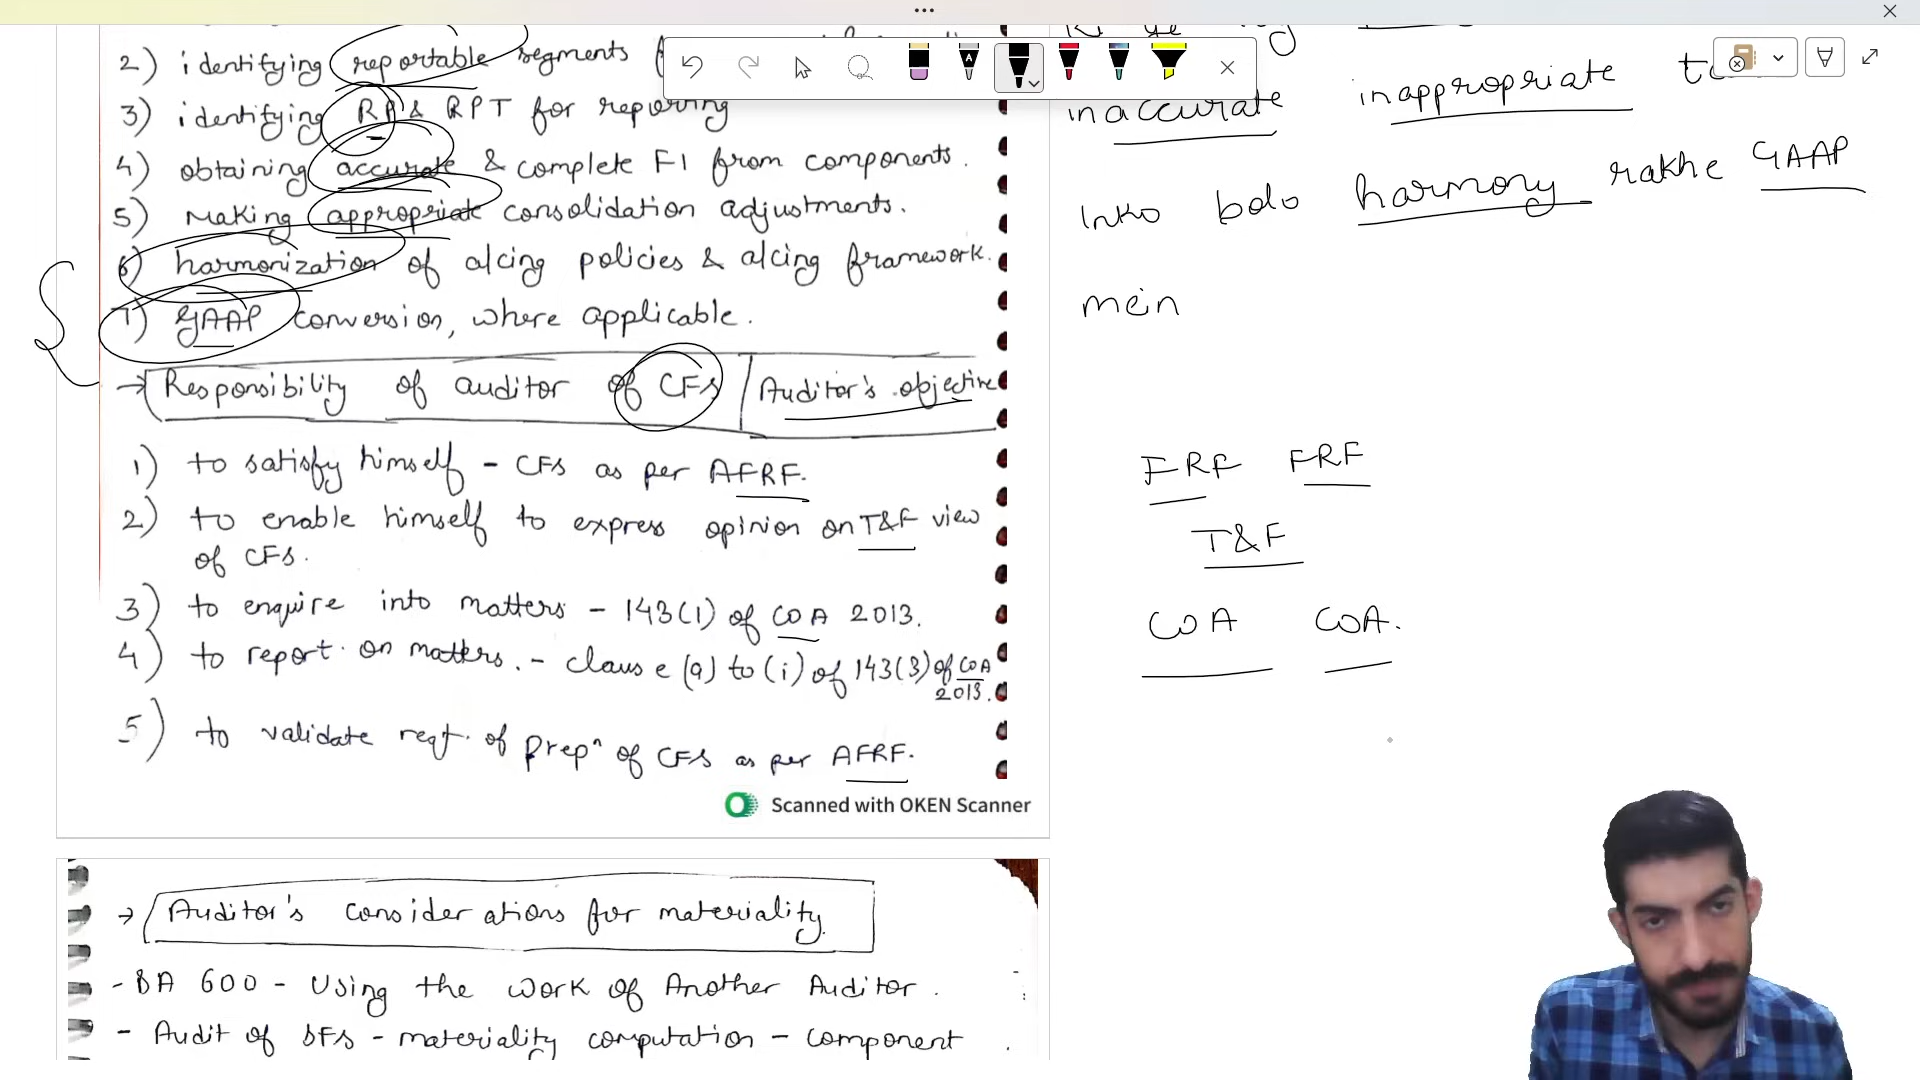 2) identifying reportable segments
3) identifying RP & RPT for reporting
4) obtaining accurate & complete FI from components.
5) Making appropriate consolidation adjustments.
6) harmonization of a/cing policies & a/cing framework.
7) GAAP conversion, where applicable.
→ Responsibility of auditor of CFS / Auditor's objective
1) to satisfy himself - CFS as per AFRF.
2) to enable himself to express opinion on T&F view
of CFS.
3) to enquire into matters - 143(1) of COA 2013.
4) to report on matters. - clause (a) to (i) of 143(3) of COA
2013.
5) to validate reqt. of prepⁿ of CFS as per AFRF.
Scanned with OKEN Scanner
→ Auditor's considerations for materiality.
- SA 600 - Using the work of Another Auditor.
- Audit of SFS - materiality computation - component
inaccurate inappropriate
Inko bolo harmony rakhe GAAP
mein
FRF FRF
T&F
COA COA.